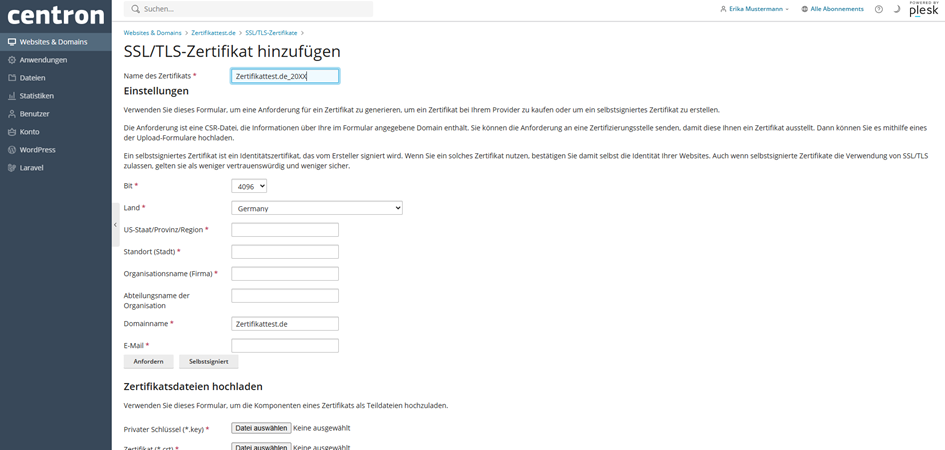 centron
Suchen...
Erika Mustermann
Alle Abonnements
POWERED BY
plesk
Websites & Domains
Anwendungen
Dateien
Statistiken
Benutzer
Konto
WordPress
Laravel
Websites & Domains > Zertifikattest.de > SSL/TLS-Zertifikate >
SSL/TLS-Zertifikat hinzufügen
Name des Zertifikats * Zertifikattest.de_20XX
Einstellungen
Verwenden Sie dieses Formular, um eine Anforderung für ein Zertifikat zu generieren, um ein Zertifikat bei Ihrem Provider zu kaufen oder um ein selbstsigniertes Zertifikat zu erstellen.
Die Anforderung ist eine CSR-Datei, die Informationen über Ihre im Formular angegebene Domain enthält. Sie können die Anforderung an eine Zertifizierungsstelle senden, damit diese Ihnen ein Zertifikat ausstellt. Dann können Sie es mithilfe eines
der Upload-Formulare hochladen.
Ein selbstsigniertes Zertifikat ist ein Identitätszertifikat, das vom Ersteller signiert wird. Wenn Sie ein solches Zertifikat nutzen, bestätigen Sie damit selbst die Identität Ihrer Websites. Auch wenn selbstsignierte Zertifikate die Verwendung von SSL/TLS
zulassen, gelten sie als weniger vertrauenswürdig und weniger sicher.
Bit * 4096
Land * Germany
US-Staat/Provinz/Region *
Standort (Stadt) *
Organisationsname (Firma) *
Abteilungsname der
Organisation
Domainname * Zertifikattest.de
E-Mail *
Anfordern Selbstsigniert
Zertifikatsdateien hochladen
Verwenden Sie dieses Formular, um die Komponenten eines Zertifikats als Teildateien hochzuladen.
Privater Schlüssel (*.key) * Datei auswählen Keine ausgewählt
Zertifikat (*.crt) * Datei auswählen Keine ausgewählt